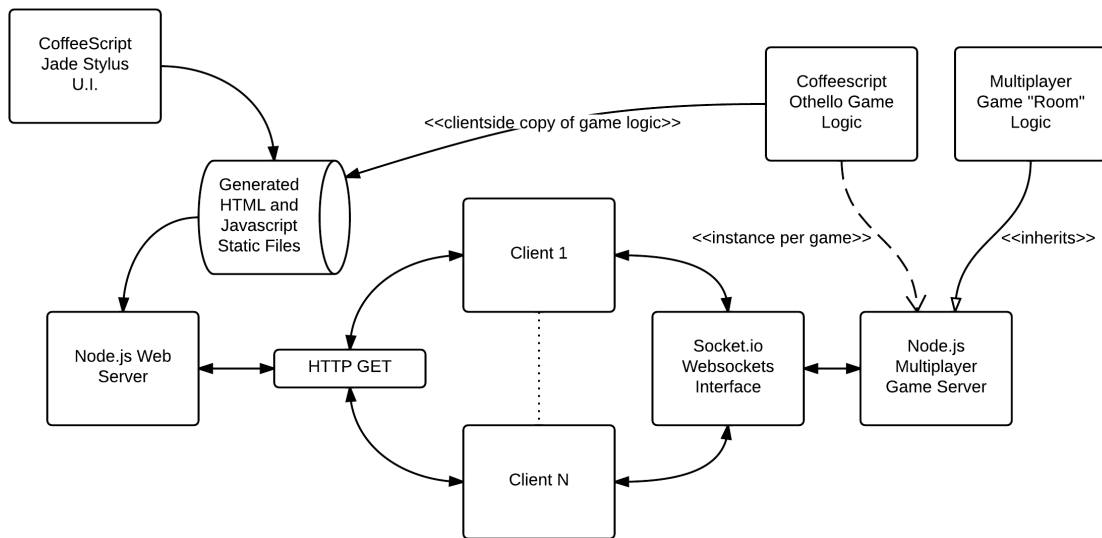 CoffeeScript
Jade Stylus
U.I.
Coffeescript
Othello Game
Logic
Multiplayer
Game "Room"
Logic
<<clientside copy of game logic>>
Generated
HTML and
Javascript
Static Files
Client 1
<<instance per game>>
<<inherits>>
Node.js Web
Server
HTTP GET
Socket.io
Websockets
Interface
Node.js
Multiplayer
Game Server
Client N